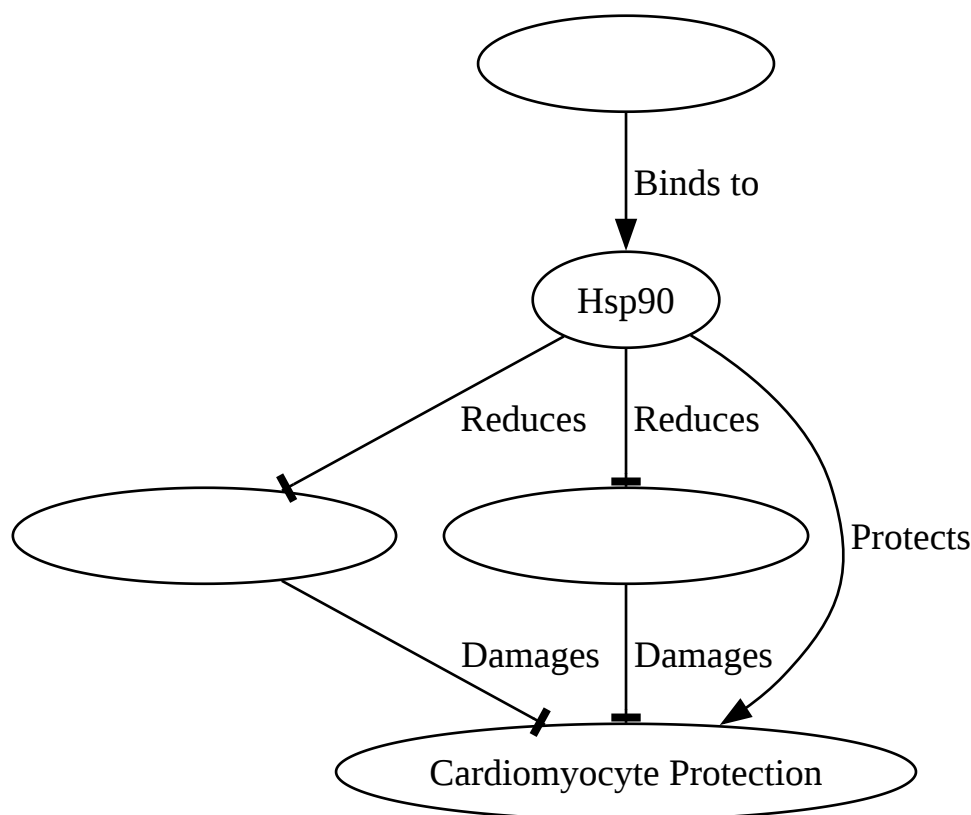 Binds to
Hsp90
Reduces
Reduces
Protects
Damages
Damages
Cardiomyocyte Protection